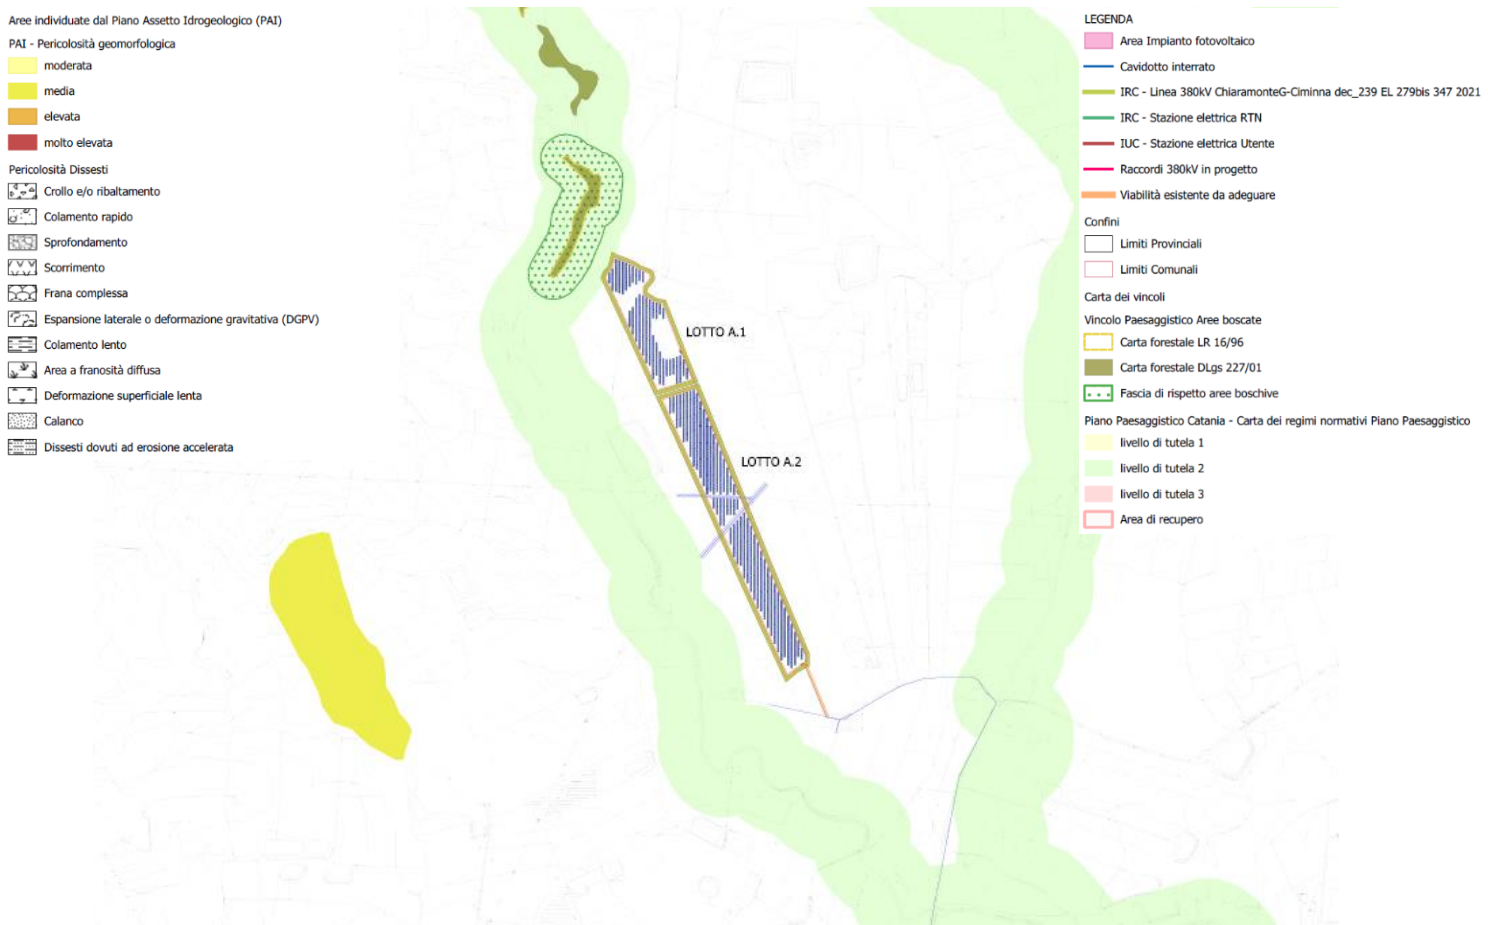 Aree individuate dal Piano Assetto Idrogeologico (PAI)
PAI - Pericolosità geomorfologica
moderata
media
elevata
molto elevata
Pericolosità Dissesti
Crollo e/o ribaltamento
Colamento rapido
Sprofondamento
Scorrimento
Frana complessa
Espansione laterale o deformazione gravitativa (DGPV)
Colamento lento
Area a franosità diffusa
Deformazione superficiale lenta
Calanco
Dissesti dovuti ad erosione accelerata
LOTTO A.1
LOTTO A.2
LEGENDA
Area Impianto fotovoltaico
Cavidotto interrato
IRC - Linea 380kV ChiaramonteG-Ciminna dec_239 EL 279bis 347 2021
IRC - Stazione elettrica RTN
IUC - Stazione elettrica Utente
Raccordi 380kV in progetto
Viabilità esistente da adeguare
Confini
Limiti Provinciali
Limiti Comunali
Carta dei vincoli
Vincolo Paesaggistico Aree boscate
Carta forestale LR 16/96
Carta forestale DLgs 227/01
Fascia di rispetto aree boschive
Piano Paesaggistico Catania - Carta dei regimi normativi Piano Paesaggistico
livello di tutela 1
livello di tutela 2
livello di tutela 3
Area di recupero